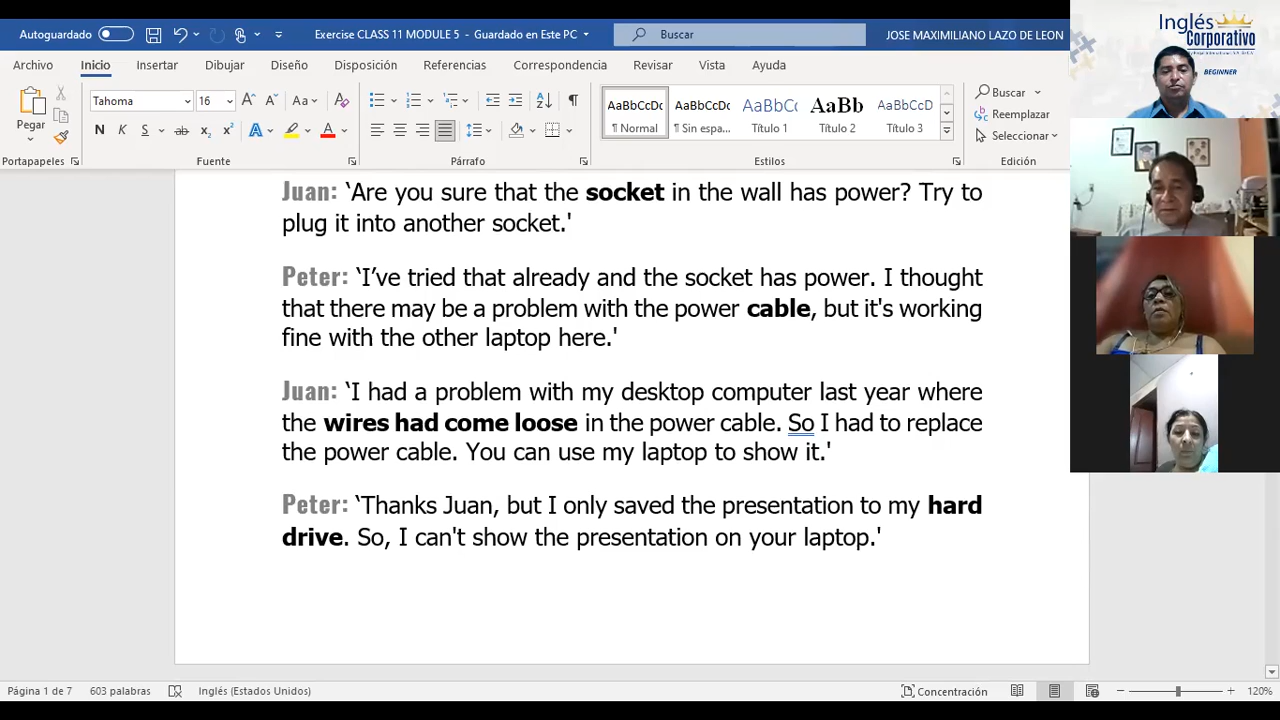 Autoguardado
Exercise CLASS 11 MODULE 5 - Guardado en Este PC
Buscar
JOSE MAXIMILIANO LAZO DE LEON
Archivo Inicio Insertar Dibujar Diseño Disposición Referencias Correspondencia Revisar Vista Ayuda
Pegar
Portapapeles
Tahoma 16
Aa
N K S ab x₂ x² A A
Fuente
Párrafo
AaBbCcDc AaBbCcDc AaBbCc AaBb AaBbCcD
¶ Normal ¶ Sin espa... Título 1 Título 2 Título 3
Estilos
Buscar
Reemplazar
Seleccionar
Edición
Juan: ‘Are you sure that the socket in the wall has power? Try to
plug it into another socket.'
Peter: ‘I’ve tried that already and the socket has power. I thought
that there may be a problem with the power cable, but it's working
fine with the other laptop here.'
Juan: ‘I had a problem with my desktop computer last year where
the wires had come loose in the power cable. So I had to replace
the power cable. You can use my laptop to show it.'
Peter: ‘Thanks Juan, but I only saved the presentation to my hard
drive. So, I can't show the presentation on your laptop.'
Página 1 de 7 603 palabras Inglés (Estados Unidos) Concentración 120%
Inglés
Corporativo
BEGINNER